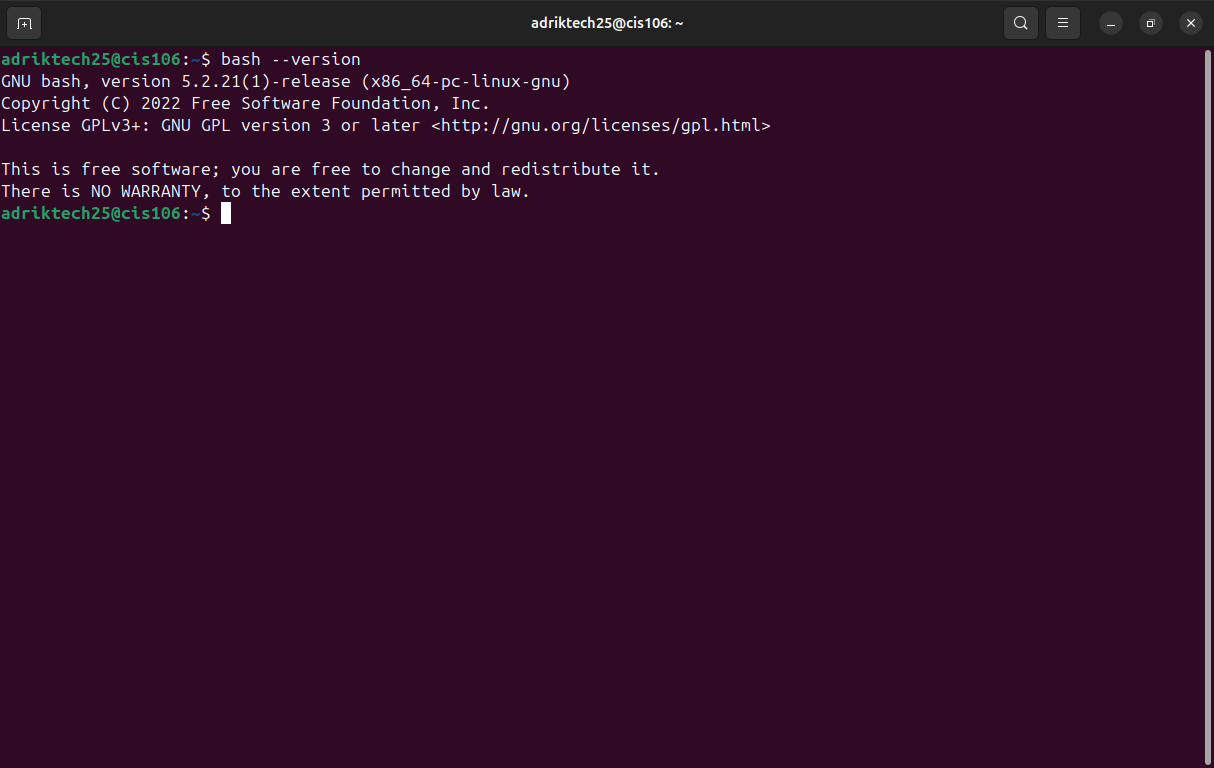 adriktech25@cis106: ~
adriktech25@cis106:~$ bash --version
GNU bash, version 5.2.21(1)-release (x86_64-pc-linux-gnu)
Copyright (C) 2022 Free Software Foundation, Inc.
License GPLv3+: GNU GPL version 3 or later <http://gnu.org/licenses/gpl.html>

This is free software; you are free to change and redistribute it.
There is NO WARRANTY, to the extent permitted by law.
adriktech25@cis106:~$